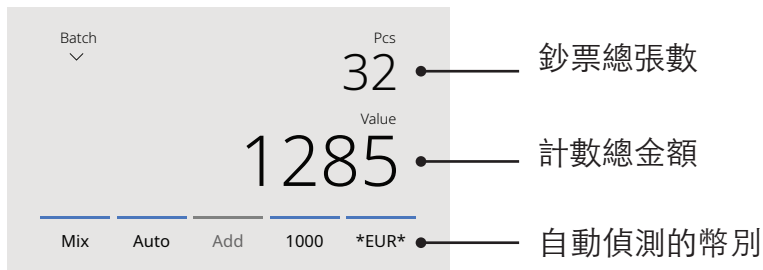 Batch
Pcs
32
鈔票總張數
Value
1285
計數總金額
Mix
Auto
Add
1000
*EUR*
自動偵測的幣別